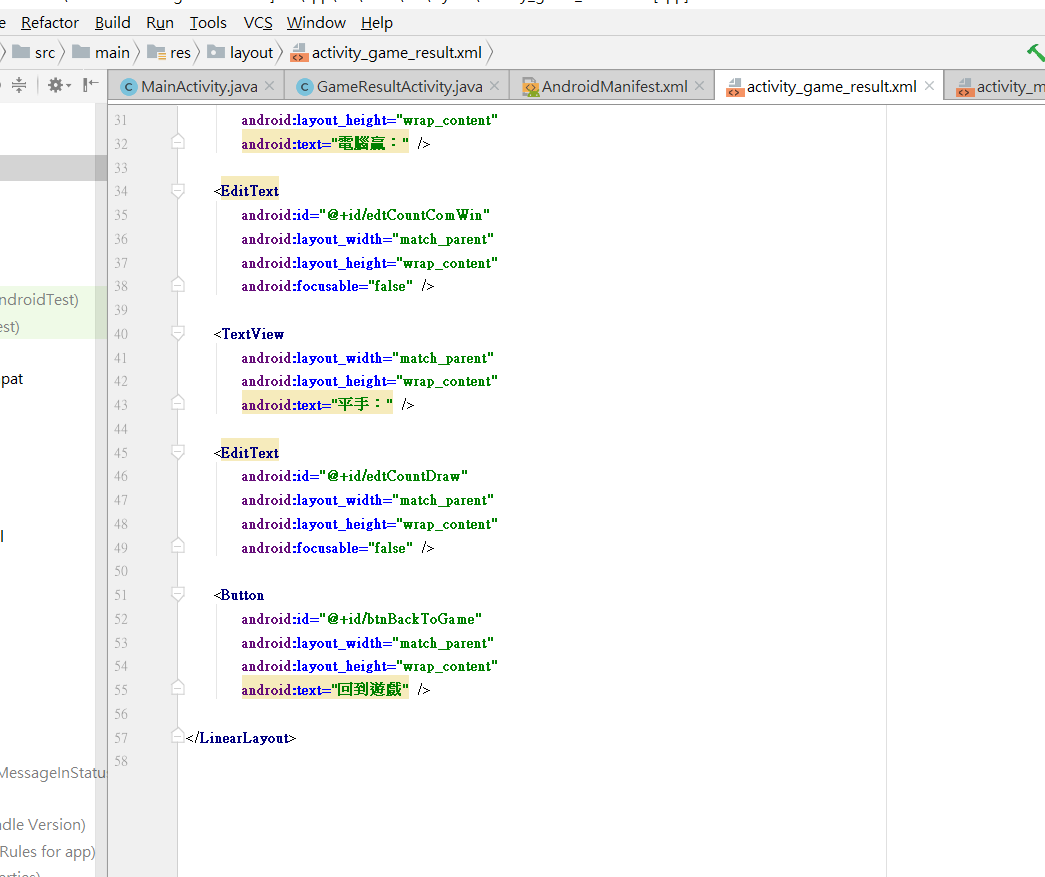 Refactor Build Run Tools VCS Window Help
src main res layout activity_game_result.xml
MainActivity.java GameResultActivity.java AndroidManifest.xml activity_game_result.xml activity_m
31 android:layout_height="wrap_content"
32 android:text="電腦贏：" />
33
34 <EditText
35 android:id="@+id/edtCountComWin"
36 android:layout_width="match_parent"
37 android:layout_height="wrap_content"
38 android:focusable="false" />
39
40 <TextView
41 android:layout_width="match_parent"
42 android:layout_height="wrap_content"
43 android:text="平手：" />
44
45 <EditText
46 android:id="@+id/edtCountDraw"
47 android:layout_width="match_parent"
48 android:layout_height="wrap_content"
49 android:focusable="false" />
50
51 <Button
52 android:id="@+id/btnBackToGame"
53 android:layout_width="match_parent"
54 android:layout_height="wrap_content"
55 android:text="回到遊戲" />
56
57 </LinearLayout>
58
ndroidTest)
est)
pat
MessageInStatu
dle Version)
Rules for app)